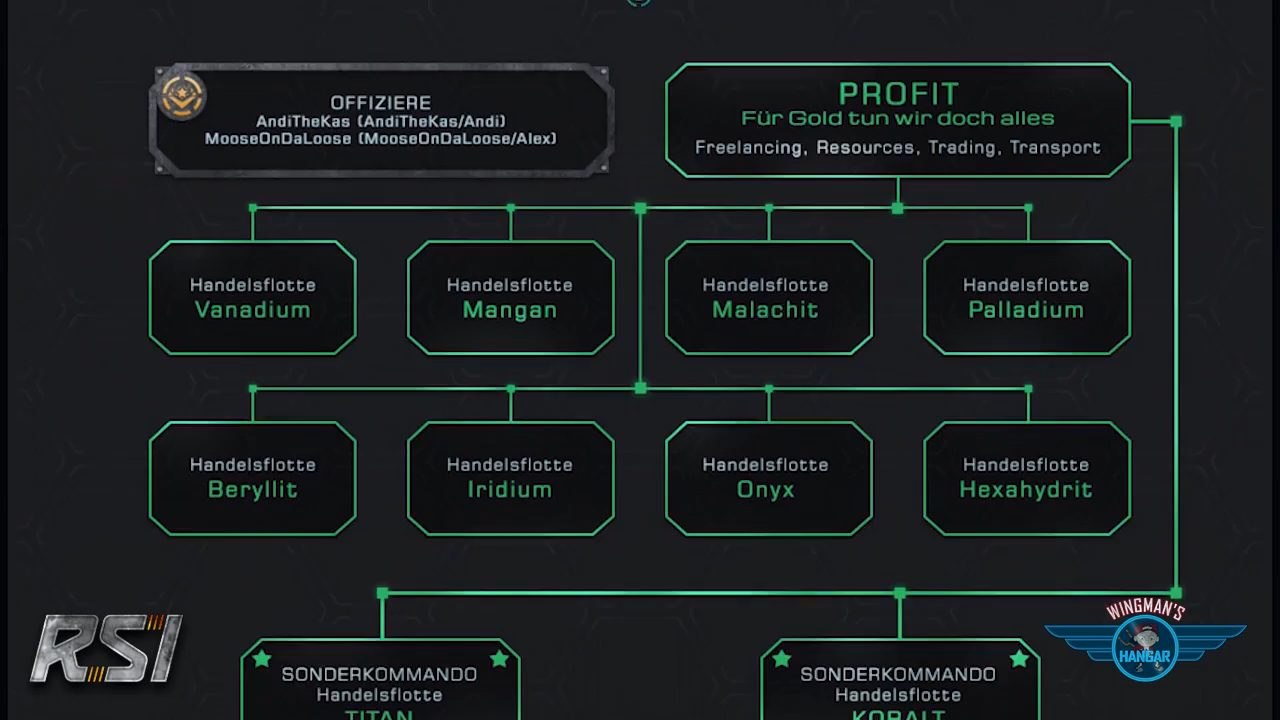 OFFIZIERE
AndiTheKas (AndiTheKas/Andi)
MooseOnDaLoose (MooseOnDaLoose/Alex)
PROFIT
Für Gold tun wir doch alles
Freelancing, Resources, Trading, Transport
Handelsflotte
Vanadium
Handelsflotte
Mangan
Handelsflotte
Malachit
Handelsflotte
Palladium
Handelsflotte
Beryllit
Handelsflotte
Iridium
Handelsflotte
Onyx
Handelsflotte
Hexahydrit
SONDERKOMMANDO
Handelsflotte
TITAN
SONDERKOMMANDO
Handelsflotte
KOBALT
RSI
WINGMAN'S
HANGAR